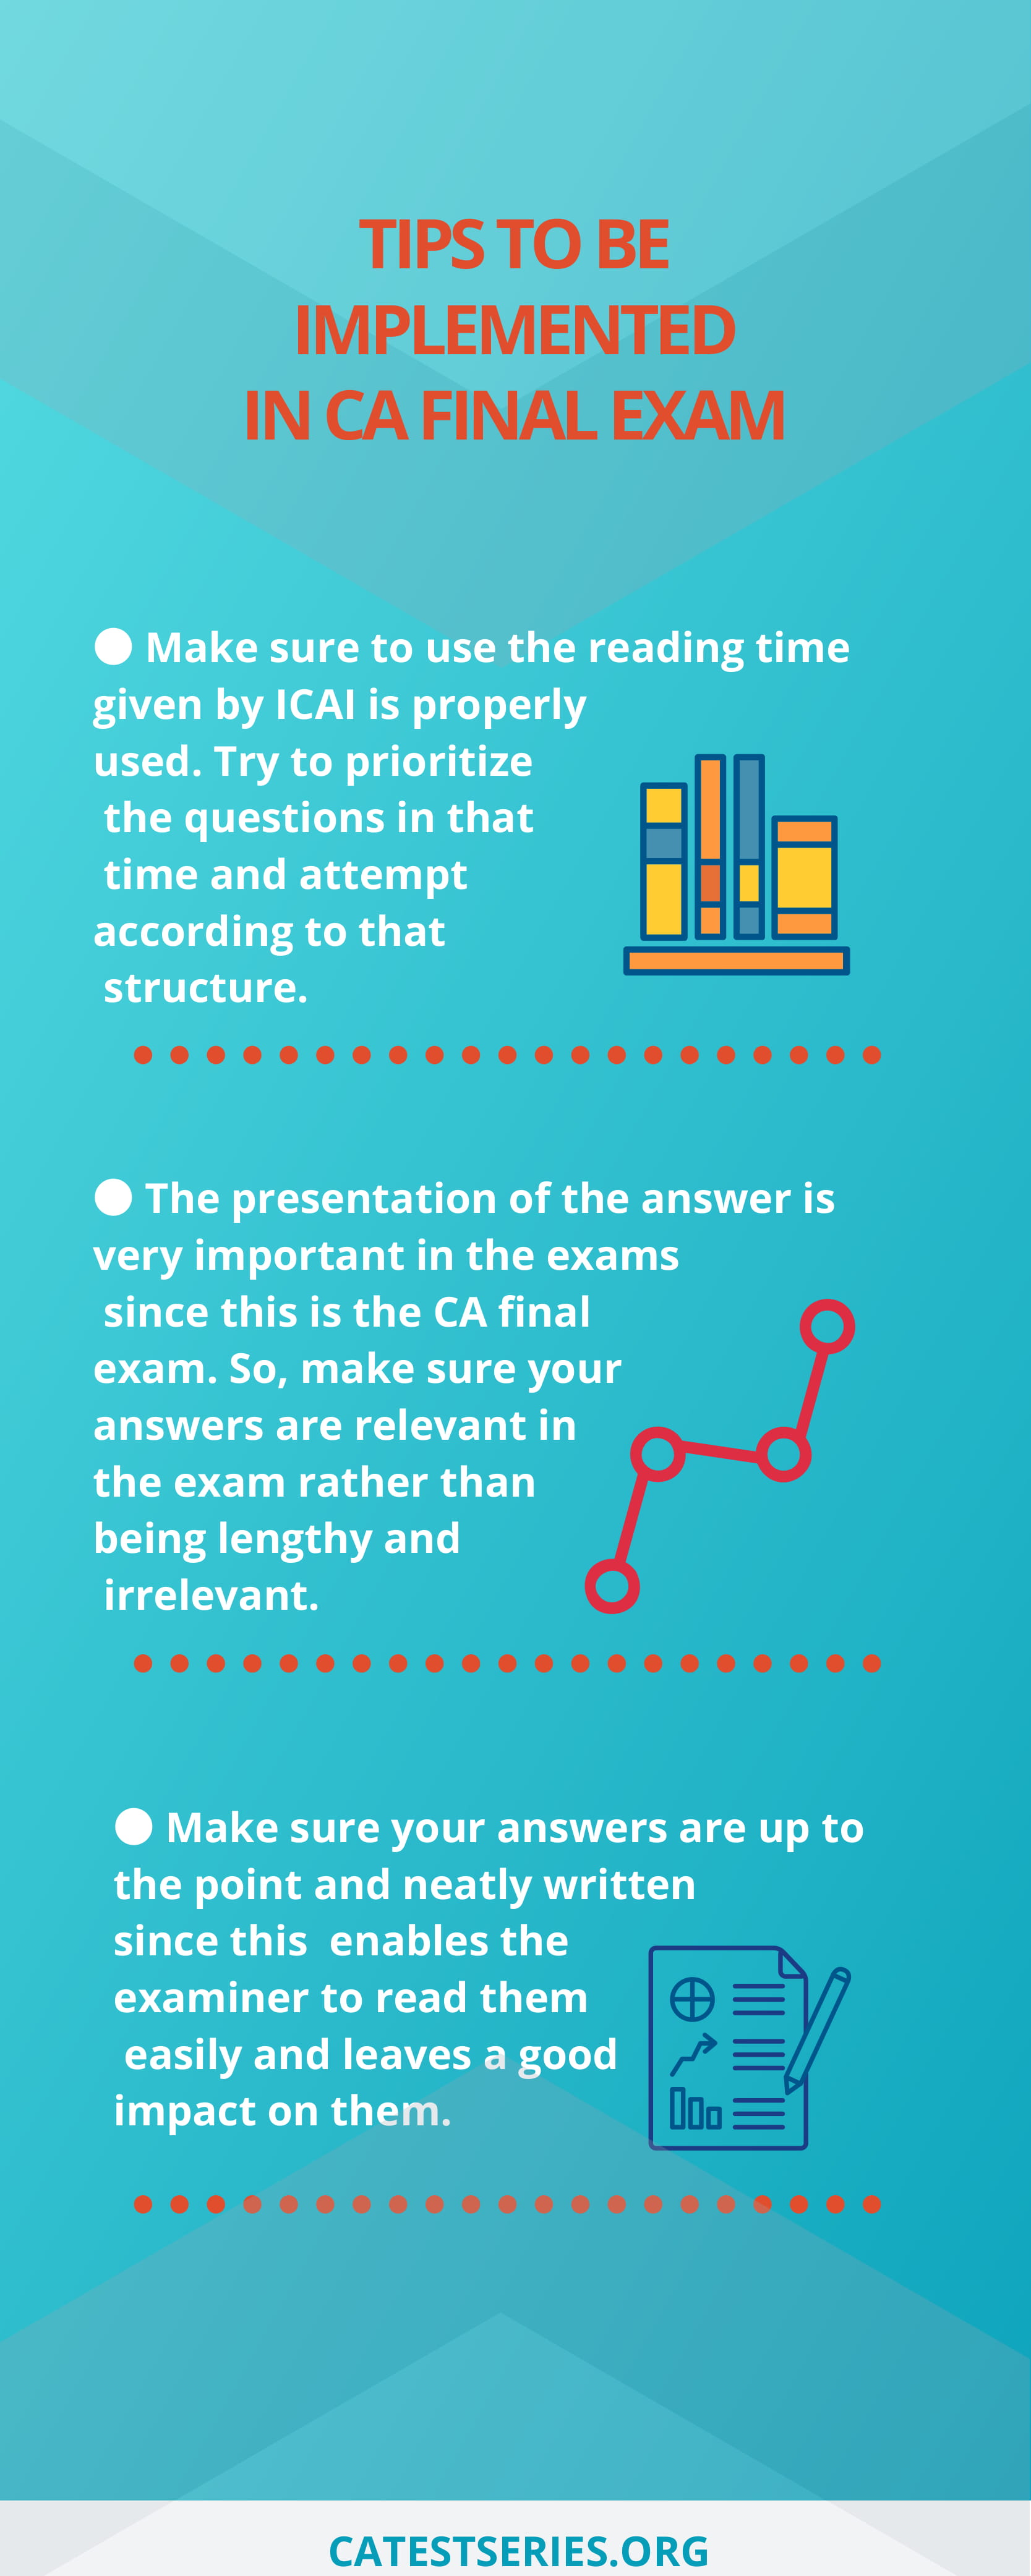 TIPS TO BE
IMPLEMENTED
IN CA FINAL EXAM
● Make sure to use the reading time
given by ICAI is properly
used. Try to prioritize
the questions in that
time and attempt
according to that
structure.
● The presentation of the answer is
very important in the exams
since this is the CA final
exam. So, make sure your
answers are relevant in
the exam rather than
being lengthy and
irrelevant.
● Make sure your answers are up to
the point and neatly written
since this  enables the
examiner to read them
easily and leaves a good
impact on them.
CATESTSERIES.ORG